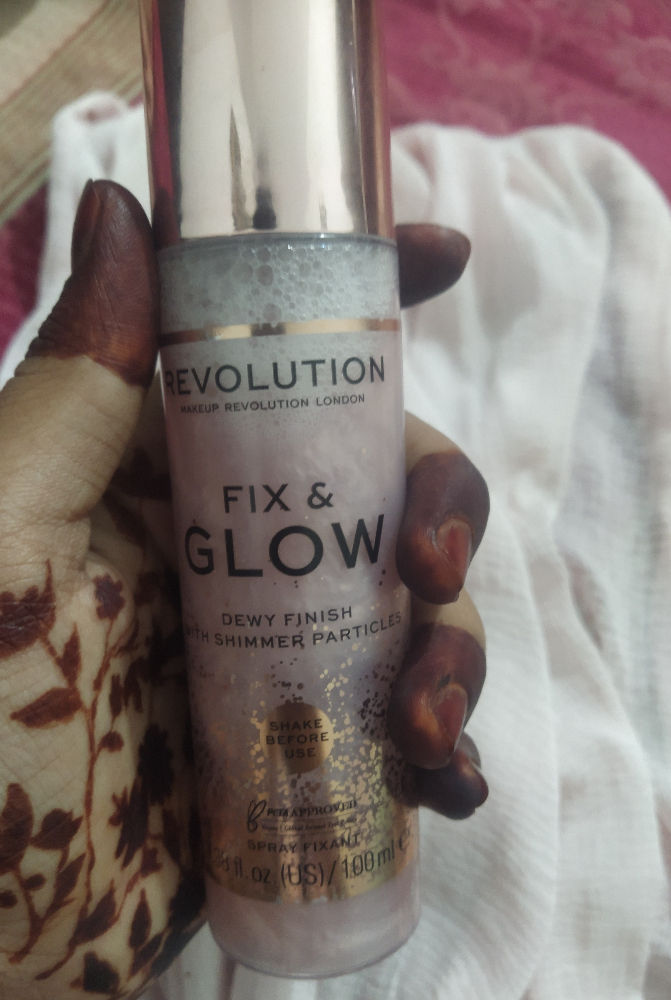 REVOLUTION
MAKEUP REVOLUTION LONDON
FIX &
GLOW
DEWY FINISH
WITH SHIMMER PARTICLES
SHAKE
BEFORE
USE
APPROVED
SPRAY FIXANT
fl. oz. (US) / 100 ml e